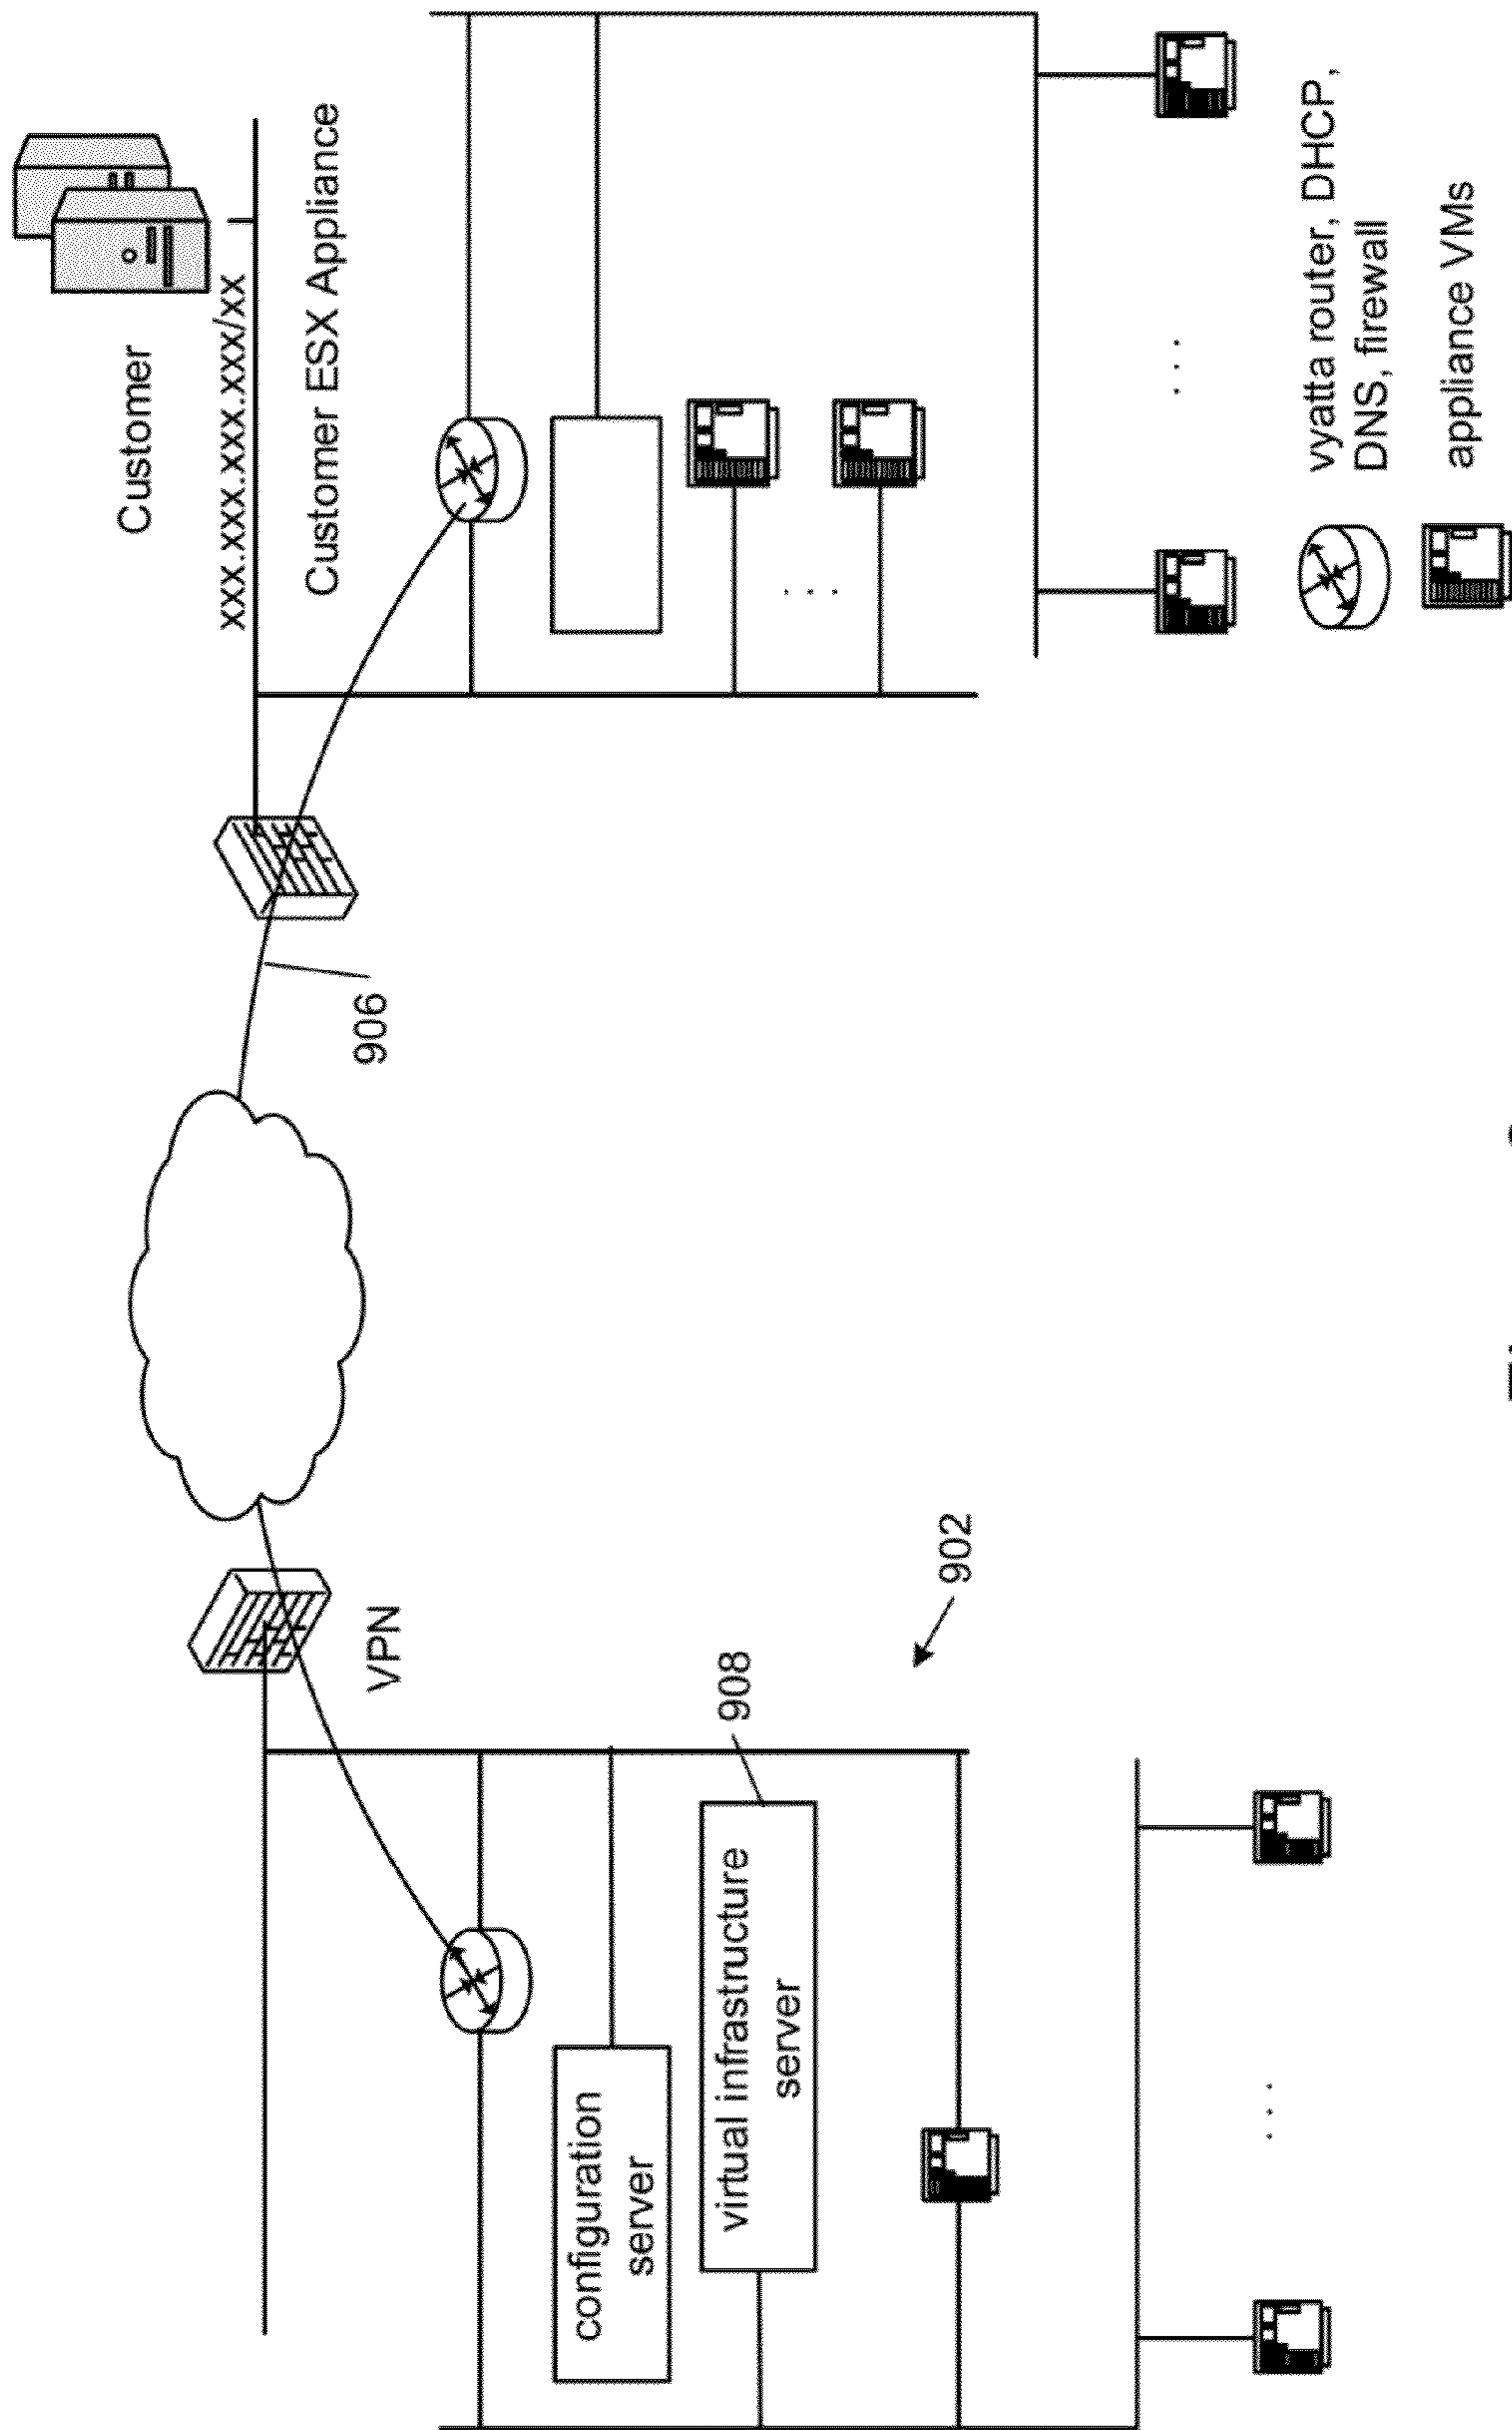 Customer
xxx.xxx.xxx.xxx/xx
Customer ESX Appliance
906
VPN
902
908
configuration
server
virtual infrastructure
server
vyatta router, DHCP,
DNS, firewall
appliance VMs